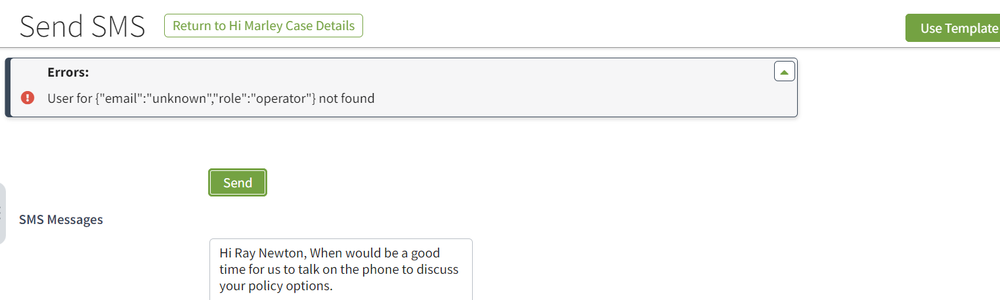 Send SMS
Return to Hi Marley Case Details
Use Template
Errors:
User for {"email":"unknown","role":"operator"} not found
Send
SMS Messages
Hi Ray Newton, When would be a good
time for us to talk on the phone to discuss
your policy options.